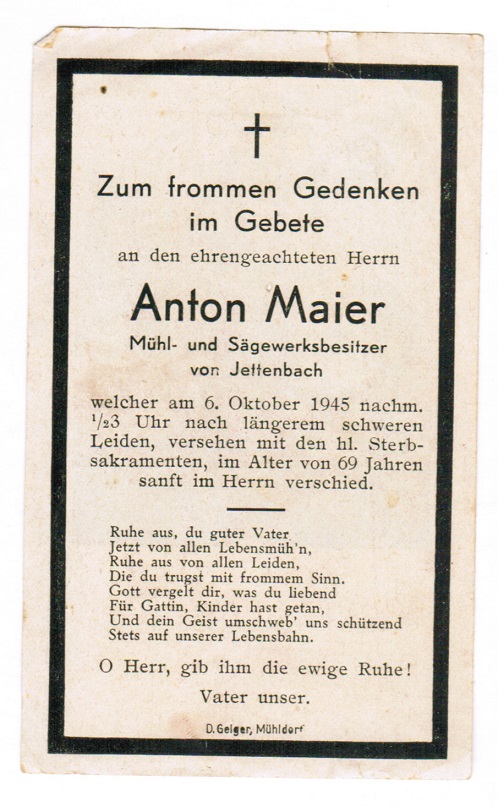 Zum frommen Gedenken
im Gebete
an den ehrengeachteten Herrn
Anton Maier
Mühl- und Sägewerksbesitzer
von Jettenbach
welcher am 6. Oktober 1945 nachm.
½3 Uhr nach längerem schweren
Leiden, versehen mit den hl. Sterb-
sakramenten, im Alter von 69 Jahren
sanft im Herrn verschied.
Ruhe aus, du guter Vater
Jetzt von allen Lebensmüh'n,
Ruhe aus von allen Leiden,
Die du trugst mit frommem Sinn.
Gott vergelt dir, was du liebend
Für Gattin, Kinder hast getan,
Und dein Geist umschweb' uns schützend
Stets auf unserer Lebensbahn.
O Herr, gib ihm die ewige Ruhe!
Vater unser.
D. Geiger, Mühldorf